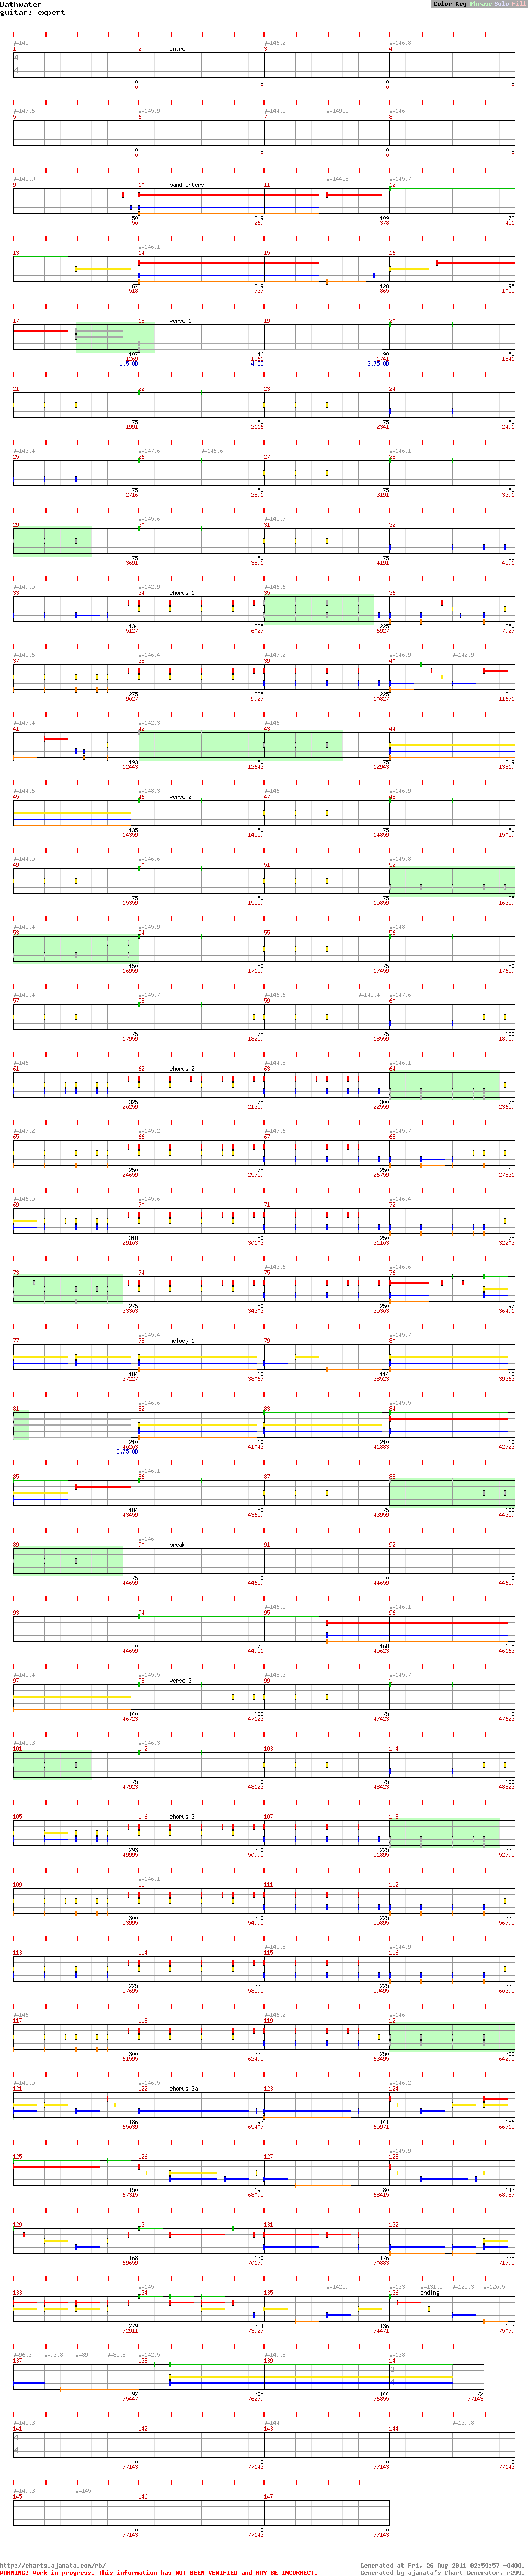 Bathwater
guitar: expert
Color Key Phrase Solo Fill
♩=145 ♩=146.2 ♩=146.8
1 2 intro 3 4
4
4
0 0 0 0
0 0 0 0
♩=147.6 ♩=145.9 ♩=144.5 ♩=149.5 ♩=146
5 6 7 8
0 0 0 0
0 0 0 0
♩=145.9 ♩=144.8 ♩=145.7
9 10 band_enters 11 12
50 219 109 73
50 269 378 451
♩=146.1
13 14 15 16
67 219 128 95
518 737 865 1055
17 18 verse_1 19 20
107 146 90 50
1269 1561 1741 1841
1.5 OD 4 OD 3.75 OD
21 22 23 24
75 50 75 50
1991 2116 2341 2491
♩=143.4 ♩=147.6 ♩=146.6 ♩=146.1
25 26 27 28
75 50 75 50
2716 2891 3191 3391
♩=145.6 ♩=145.7
29 30 31 32
75 50 75 100
3691 3891 4191 4591
♩=149.5 ♩=142.9 ♩=146.6
33 34 chorus_1 35 36
134 225 225 250
5127 6027 6927 7927
♩=145.6 ♩=146.4 ♩=147.2 ♩=146.9 ♩=142.9
37 38 39 40
275 225 225 211
9027 9927 10827 11671
♩=147.4 ♩=142.3 ♩=146
41 42 43 44
193 50 75 219
12443 12643 12943 13819
♩=144.6 ♩=148.3 ♩=146 ♩=146.9
45 46 verse_2 47 48
135 50 75 50
14359 14559 14859 15059
♩=144.5 ♩=146.6 ♩=145.8
49 50 51 52
75 50 75 125
15359 15559 15859 16359
♩=145.4 ♩=145.9 ♩=148
53 54 55 56
150 50 75 50
16959 17159 17459 17659
♩=145.4 ♩=145.7 ♩=146.6 ♩=145.4 ♩=147.6
57 58 59 60
75 75 75 100
17959 18259 18559 18959
♩=146 ♩=144.8 ♩=146.1
61 62 chorus_2 63 64
325 275 300 275
20259 21359 22559 23659
♩=147.2 ♩=145.2 ♩=147.6 ♩=145.7
65 66 67 68
250 275 250 268
24659 25759 26759 27831
♩=146.5 ♩=145.6 ♩=146.4
69 70 71 72
318 250 250 275
29103 30103 31103 32203
♩=143.6 ♩=146.6
73 74 75 76
275 250 250 297
33303 34303 35303 36491
♩=145.4 ♩=145.7
77 78 melody_1 79 80
184 210 114 210
37227 38067 38523 39363
♩=146.6 ♩=145.5
81 82 83 84
210 210 210 210
40203 41043 41883 42723
3.75 OD
♩=146.1
85 86 87 88
184 50 75 100
43459 43659 43959 44359
♩=146
89 90 break 91 92
75 0 0 0
44659 44659 44659 44659
♩=146.5 ♩=146.1
93 94 95 96
0 73 168 135
44659 44951 45623 46163
♩=145.4 ♩=145.5 ♩=148.3 ♩=145.7
97 98 verse_3 99 100
140 100 75 50
46723 47123 47423 47623
♩=145.3 ♩=146.3
101 102 103 104
75 50 75 100
47923 48123 48423 48823
105 106 chorus_3 107 108
293 250 225 225
49995 50995 51895 52795
♩=146.1
109 110 111 112
300 250 225 225
53995 54995 55895 56795
♩=145.8 ♩=144.9
113 114 115 116
225 225 225 225
57695 58595 59495 60395
♩=146 ♩=146.2 ♩=146
117 118 119 120
300 225 250 200
61595 62495 63495 64295
♩=145.5 ♩=146.5 ♩=146.2
121 122 chorus_3a 123 124
186 92 141 186
65039 65407 65971 66715
♩=145.9
125 126 127 128
150 195 80 143
67315 68095 68415 68987
129 130 131 132
168 130 176 228
69659 70179 70883 71795
♩=145 ♩=142.9 ♩=133 ♩=131.5 ♩=125.3 ♩=120.5
133 134 135 136 ending
279 254 136 152
72911 73927 74471 75079
♩=96.3 ♩=93.8 ♩=89 ♩=85.8 ♩=142.5 ♩=149.8 ♩=138
137 138 139 140
3
4
92 208 144 72
75447 76279 76855 77143
♩=145.3 ♩=144 ♩=139.8
141 142 143 144
4
4
0 0 0 0
77143 77143 77143 77143
♩=149.3 ♩=145
145 146 147
0 0 0
77143 77143 77143
http://charts.ajanata.com/rb/
Generated at Fri, 26 Aug 2011 02:59:57 -0400.
WARNING: Work in progress. This information has NOT BEEN VERIFIED and MAY BE INCORRECT.
Generated by ajanata's Chart Generator, r299.